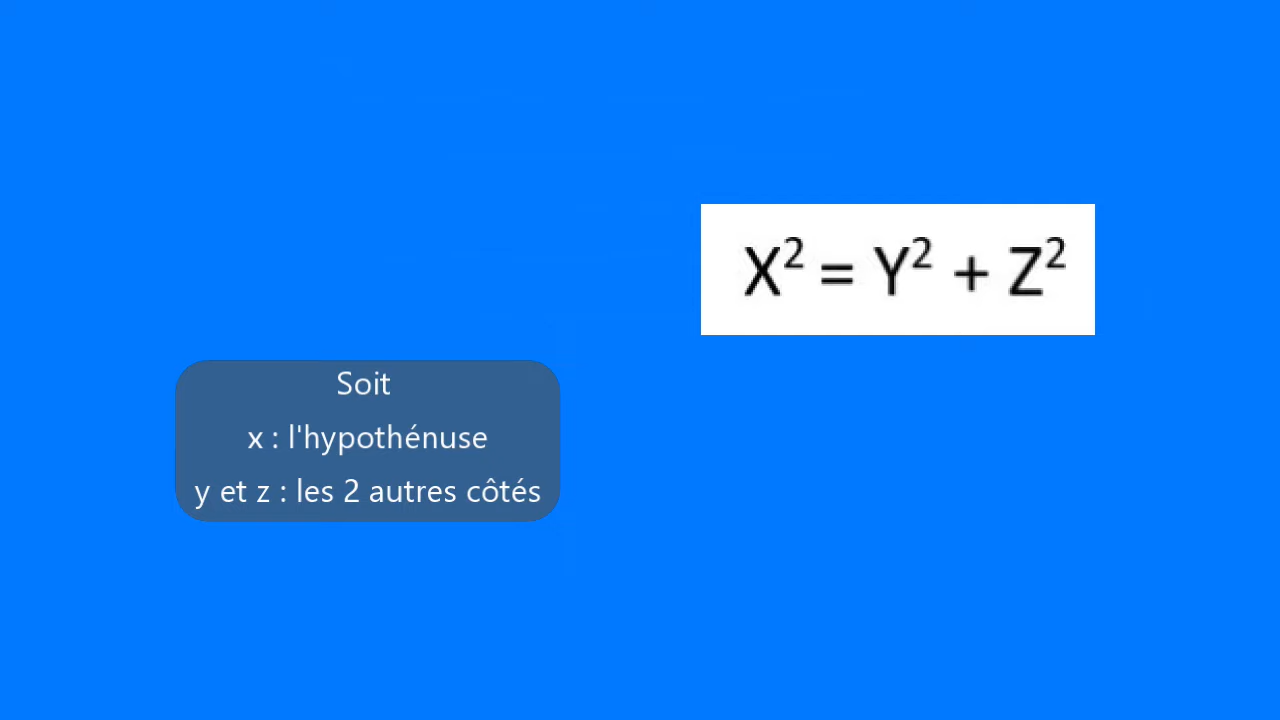 X² = Y² + Z²
Soit
x : l'hypothénuse
y et z : les 2 autres côtés